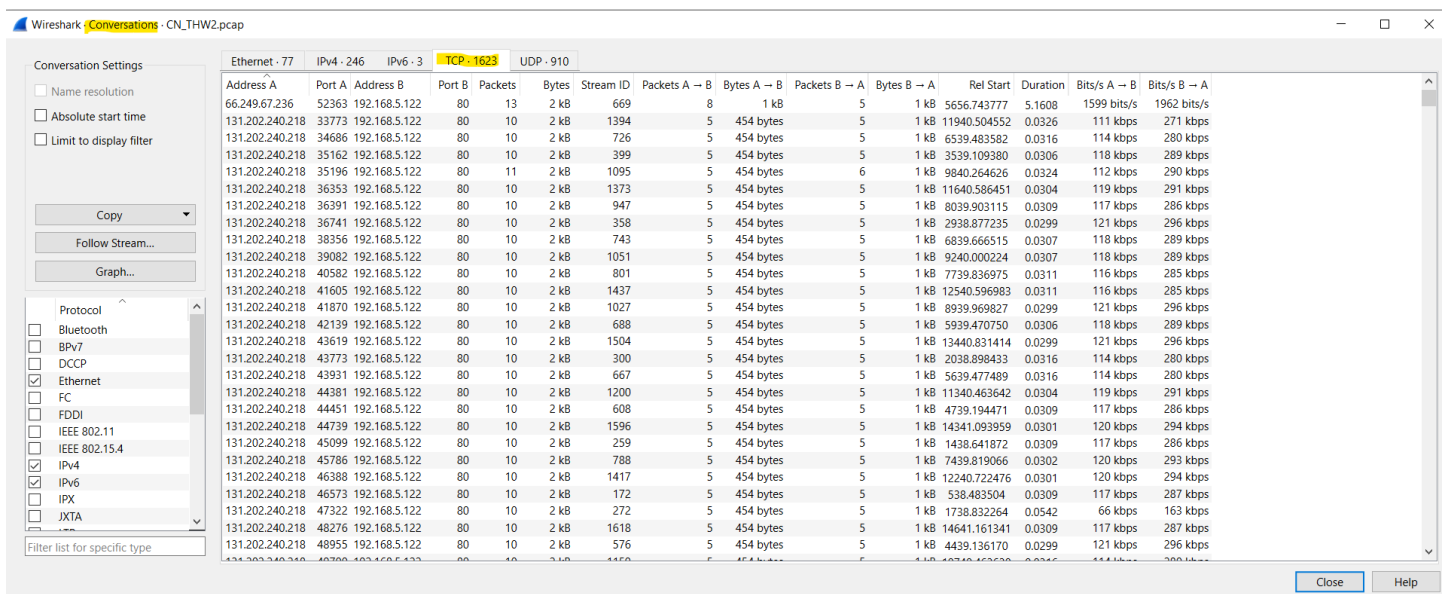 Wireshark · Conversations · CN_THW2.pcap
Conversation Settings
Name resolution
Absolute start time
Limit to display filter
Copy
Follow Stream...
Graph...
Protocol
Bluetooth
BPv7
DCCP
Ethernet
FC
FDDI
IEEE 802.11
IEEE 802.15.4
IPv4
IPv6
IPX
JXTA
Filter list for specific type
Ethernet · 77 IPv4 · 246 IPv6 · 3 TCP · 1623 UDP · 910
Address A Port A Address B Port B Packets Bytes Stream ID Packets A → B Bytes A → B Packets B → A Bytes B → A Rel Start Duration Bits/s A → B Bits/s B → A
66.249.67.236 52363 192.168.5.122 80 13 2 kB 669 8 1 kB 5 1 kB 5656.743777 5.1608 1599 bits/s 1962 bits/s
131.202.240.218 33773 192.168.5.122 80 10 2 kB 1394 5 454 bytes 5 1 kB 11940.504552 0.0326 111 kbps 271 kbps
131.202.240.218 34686 192.168.5.122 80 10 2 kB 726 5 454 bytes 5 1 kB 6539.483582 0.0316 114 kbps 280 kbps
131.202.240.218 35162 192.168.5.122 80 10 2 kB 399 5 454 bytes 5 1 kB 3539.109380 0.0306 118 kbps 289 kbps
131.202.240.218 35196 192.168.5.122 80 11 2 kB 1095 5 454 bytes 6 1 kB 9840.264626 0.0324 112 kbps 290 kbps
131.202.240.218 36353 192.168.5.122 80 10 2 kB 1373 5 454 bytes 5 1 kB 11640.586451 0.0304 119 kbps 291 kbps
131.202.240.218 36391 192.168.5.122 80 10 2 kB 947 5 454 bytes 5 1 kB 8039.903115 0.0309 117 kbps 286 kbps
131.202.240.218 36741 192.168.5.122 80 10 2 kB 358 5 454 bytes 5 1 kB 2938.877235 0.0299 121 kbps 296 kbps
131.202.240.218 38356 192.168.5.122 80 10 2 kB 743 5 454 bytes 5 1 kB 6839.666515 0.0307 118 kbps 289 kbps
131.202.240.218 39082 192.168.5.122 80 10 2 kB 1051 5 454 bytes 5 1 kB 9240.000224 0.0307 118 kbps 289 kbps
131.202.240.218 40582 192.168.5.122 80 10 2 kB 801 5 454 bytes 5 1 kB 7739.836975 0.0311 116 kbps 285 kbps
131.202.240.218 41605 192.168.5.122 80 10 2 kB 1437 5 454 bytes 5 1 kB 12540.596983 0.0311 116 kbps 285 kbps
131.202.240.218 41870 192.168.5.122 80 10 2 kB 1027 5 454 bytes 5 1 kB 8939.969827 0.0299 121 kbps 296 kbps
131.202.240.218 42139 192.168.5.122 80 10 2 kB 688 5 454 bytes 5 1 kB 5939.470750 0.0306 118 kbps 289 kbps
131.202.240.218 43619 192.168.5.122 80 10 2 kB 1504 5 454 bytes 5 1 kB 13440.831414 0.0299 121 kbps 296 kbps
131.202.240.218 43773 192.168.5.122 80 10 2 kB 300 5 454 bytes 5 1 kB 2038.898433 0.0316 114 kbps 280 kbps
131.202.240.218 43931 192.168.5.122 80 10 2 kB 667 5 454 bytes 5 1 kB 5639.477489 0.0316 114 kbps 280 kbps
131.202.240.218 44381 192.168.5.122 80 10 2 kB 1200 5 454 bytes 5 1 kB 11340.463642 0.0304 119 kbps 291 kbps
131.202.240.218 44451 192.168.5.122 80 10 2 kB 608 5 454 bytes 5 1 kB 4739.194471 0.0309 117 kbps 286 kbps
131.202.240.218 44739 192.168.5.122 80 10 2 kB 1596 5 454 bytes 5 1 kB 14341.093959 0.0301 120 kbps 294 kbps
131.202.240.218 45099 192.168.5.122 80 10 2 kB 259 5 454 bytes 5 1 kB 1438.641872 0.0309 117 kbps 286 kbps
131.202.240.218 45786 192.168.5.122 80 10 2 kB 788 5 454 bytes 5 1 kB 7439.819066 0.0302 120 kbps 293 kbps
131.202.240.218 46388 192.168.5.122 80 10 2 kB 1417 5 454 bytes 5 1 kB 12240.722476 0.0301 120 kbps 294 kbps
131.202.240.218 46573 192.168.5.122 80 10 2 kB 172 5 454 bytes 5 1 kB 538.483504 0.0309 117 kbps 287 kbps
131.202.240.218 47322 192.168.5.122 80 10 2 kB 272 5 454 bytes 5 1 kB 1738.832264 0.0542 66 kbps 163 kbps
131.202.240.218 48276 192.168.5.122 80 10 2 kB 1618 5 454 bytes 5 1 kB 14641.161341 0.0309 117 kbps 287 kbps
131.202.240.218 48955 192.168.5.122 80 10 2 kB 576 5 454 bytes 5 1 kB 4439.136170 0.0299 121 kbps 296 kbps
Close Help